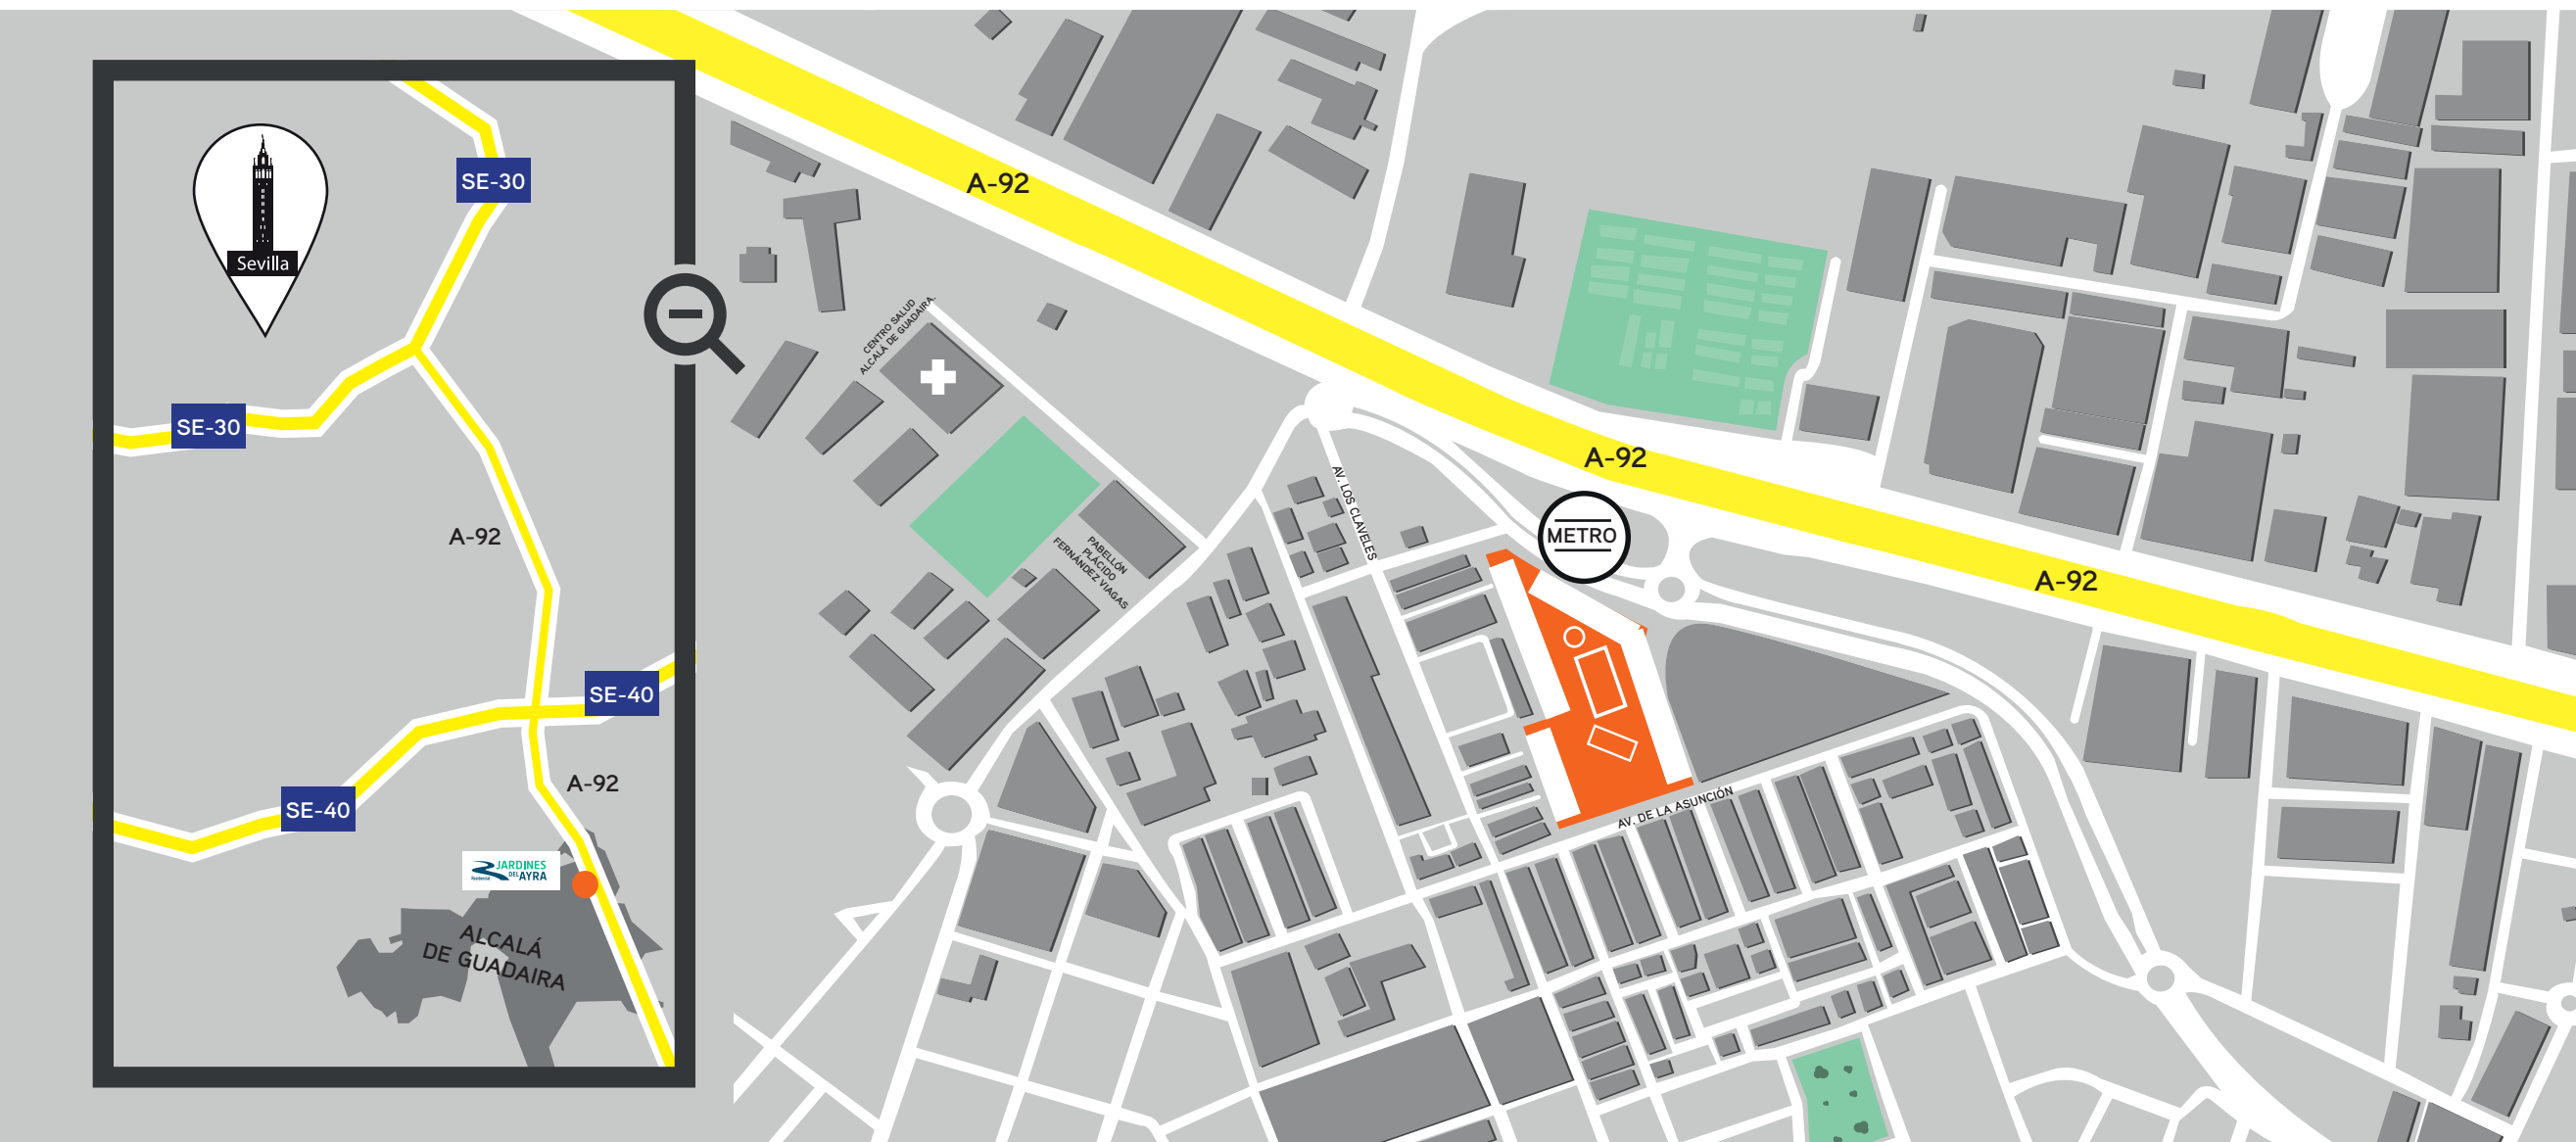 SE-30
Sevilla
SE-30
A-92
SE-40
A-92
SE-40
JARDINES
DEL AYRA
Residencial
ALCALÁ
DE GUADAIRA
A-92
CENTRO SALUD
ALCALÁ DE GUADAIRA.
PABELLÓN
PLÁCIDO
FERNÁNDEZ VIAGAS
AV. LOS CLAVELES
A-92
METRO
A-92
AV. DE LA ASUNCIÓN